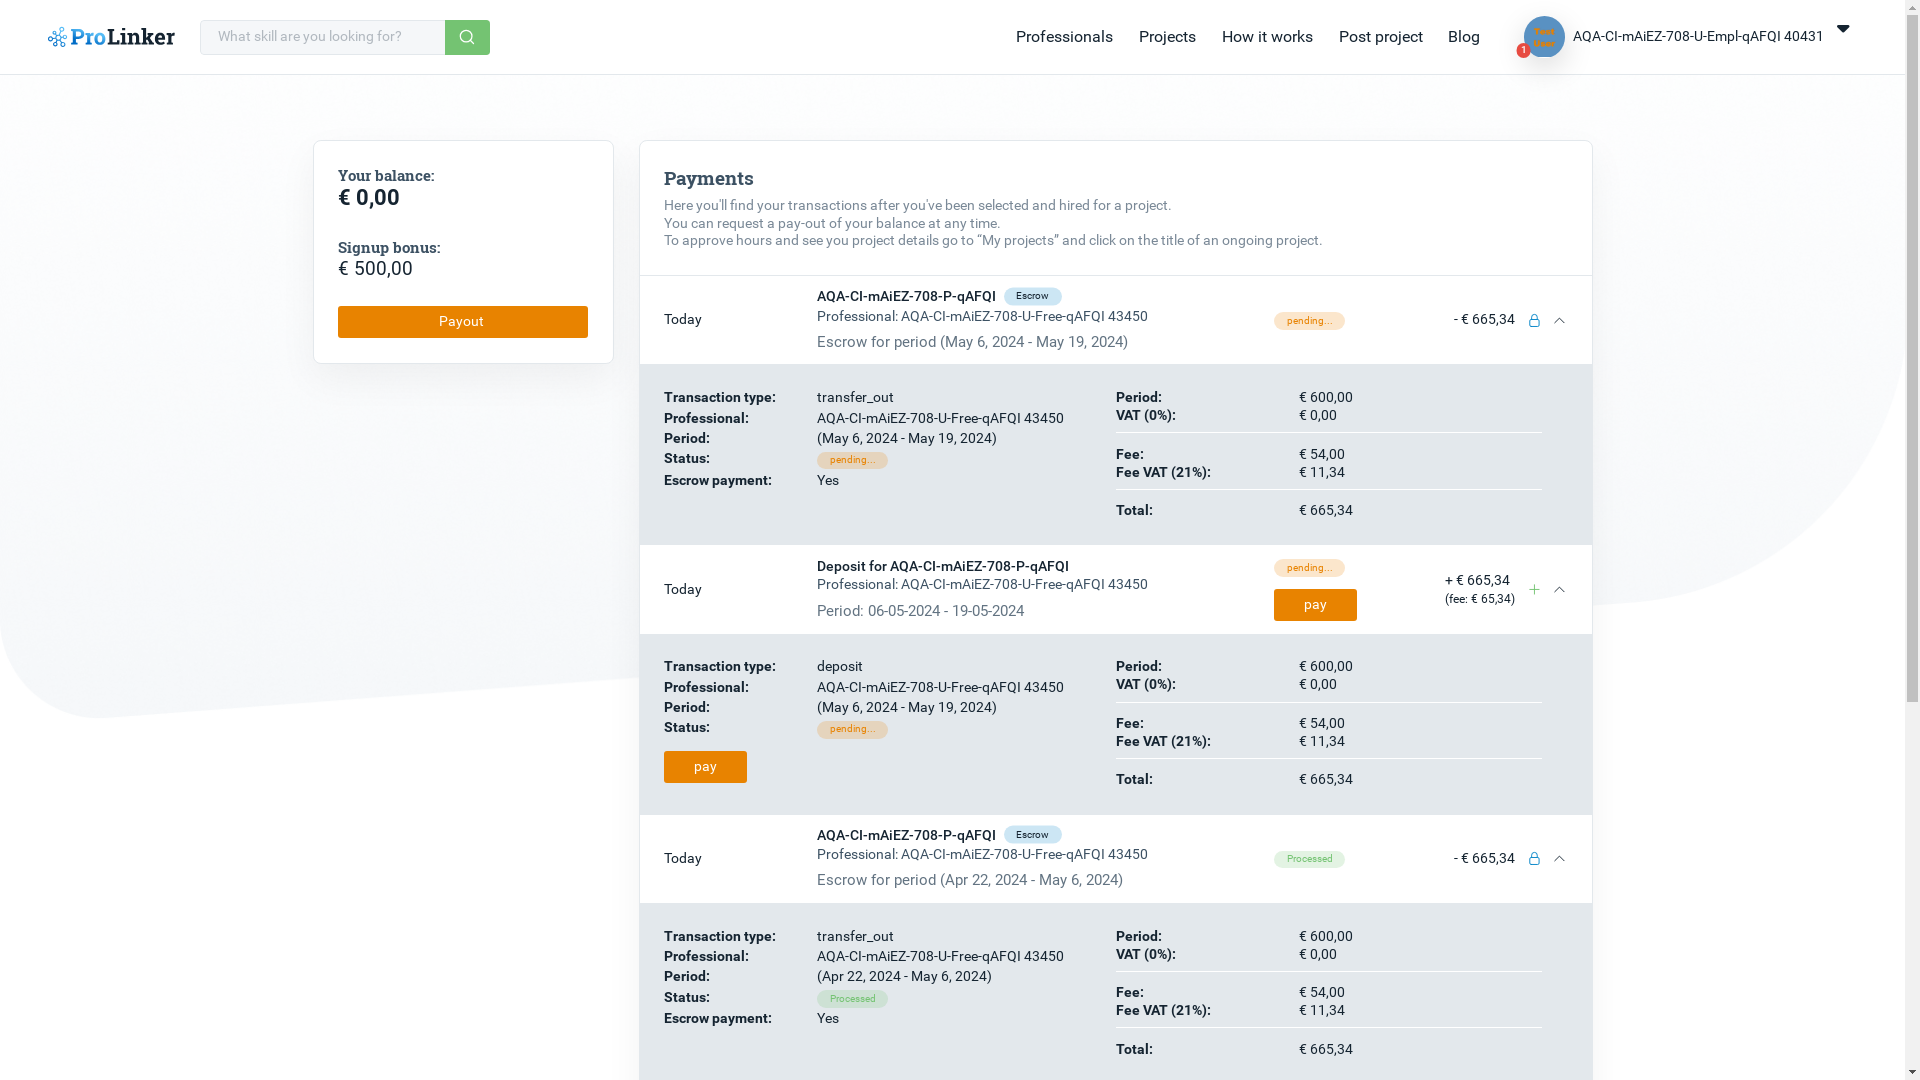 ProLinker
What skill are you looking for?
Professionals
Projects
How it works
Post project
Blog
Test
User
1
AQA-CI-mAiEZ-708-U-Empl-qAFQI 40431
Your balance:
€ 0,00
Signup bonus:
€ 500,00
Payout
Payments
Here you'll find your transactions after you've been selected and hired for a project.
You can request a pay-out of your balance at any time.
To approve hours and see you project details go to “My projects” and click on the title of an ongoing project.
Today
AQA-CI-mAiEZ-708-P-qAFQI Escrow
Professional: AQA-CI-mAiEZ-708-U-Free-qAFQI 43450
Escrow for period (May 6, 2024 - May 19, 2024)
pending...
- € 665,34
Transaction type: transfer_out
Professional: AQA-CI-mAiEZ-708-U-Free-qAFQI 43450
Period: (May 6, 2024 - May 19, 2024)
Status: pending...
Escrow payment: Yes
Period: € 600,00
VAT (0%): € 0,00
Fee: € 54,00
Fee VAT (21%): € 11,34
Total: € 665,34
Today
Deposit for AQA-CI-mAiEZ-708-P-qAFQI
Professional: AQA-CI-mAiEZ-708-U-Free-qAFQI 43450
Period: 06-05-2024 - 19-05-2024
pending...
pay
+ € 665,34
(fee: € 65,34)
Transaction type: deposit
Professional: AQA-CI-mAiEZ-708-U-Free-qAFQI 43450
Period: (May 6, 2024 - May 19, 2024)
Status: pending...
pay
Period: € 600,00
VAT (0%): € 0,00
Fee: € 54,00
Fee VAT (21%): € 11,34
Total: € 665,34
Today
AQA-CI-mAiEZ-708-P-qAFQI Escrow
Professional: AQA-CI-mAiEZ-708-U-Free-qAFQI 43450
Escrow for period (Apr 22, 2024 - May 6, 2024)
Processed
- € 665,34
Transaction type: transfer_out
Professional: AQA-CI-mAiEZ-708-U-Free-qAFQI 43450
Period: (Apr 22, 2024 - May 6, 2024)
Status: Processed
Escrow payment: Yes
Period: € 600,00
VAT (0%): € 0,00
Fee: € 54,00
Fee VAT (21%): € 11,34
Total: € 665,34